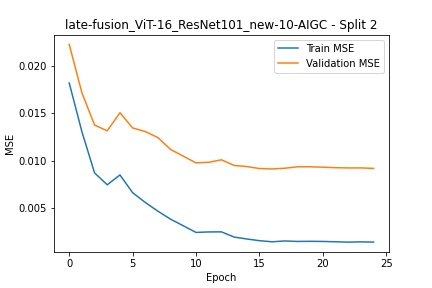 late-fusion_ViT-16_ResNet101_new-10-AIGC - Split 2
Train MSE
Validation MSE
MSE
0.020
0.015
0.010
0.005
0 5 10 15 20 25
Epoch